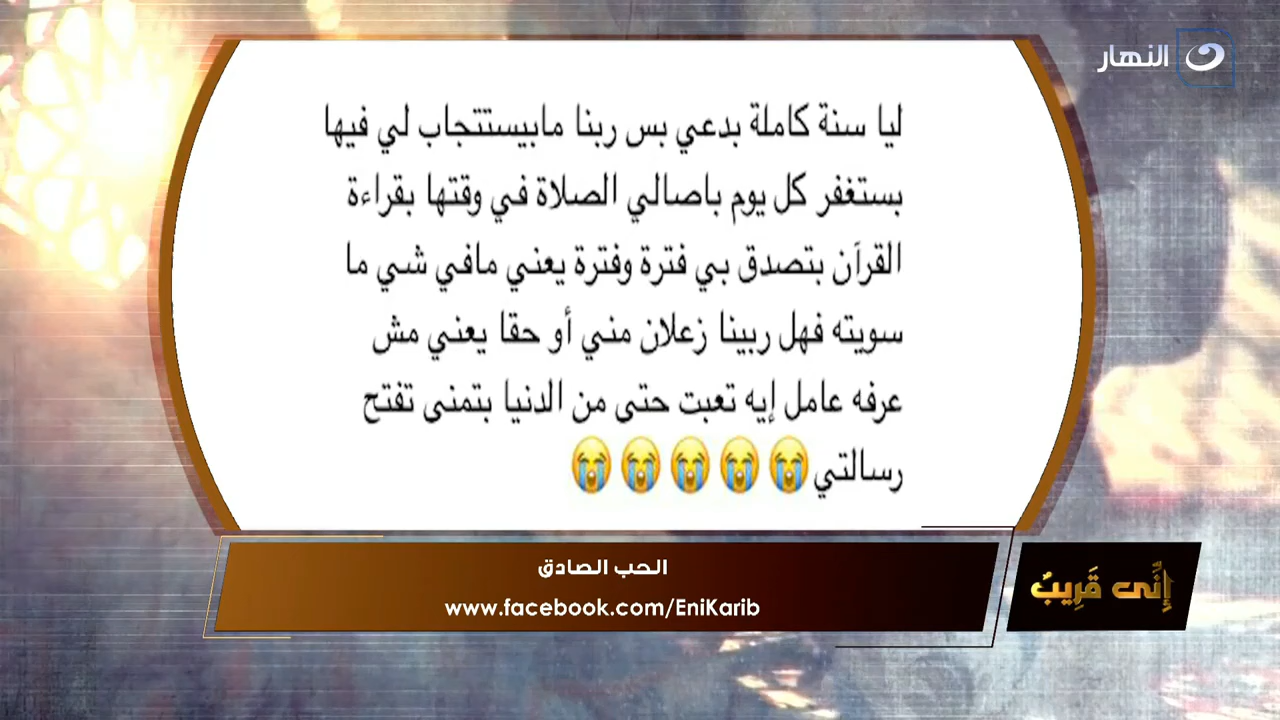 النهار
ليا سنة كاملة بدعي بس ربنا مابيستتجاب لي فيها
بستغفر كل يوم باصالي الصلاة في وقتها بقراءة
القرآن بتصدق بي فترة وفترة يعني مافي شي ما
سويته فهل ربينا زعلان مني أو حقا يعني مش
عرفه عامل إيه تعبت حتى من الدنيا بتمنى تفتح
رسالتي 😭😭😭😭😭
الحب الصادق
www.facebook.com/EniKarib
إِنِّى قَرِيبٌ